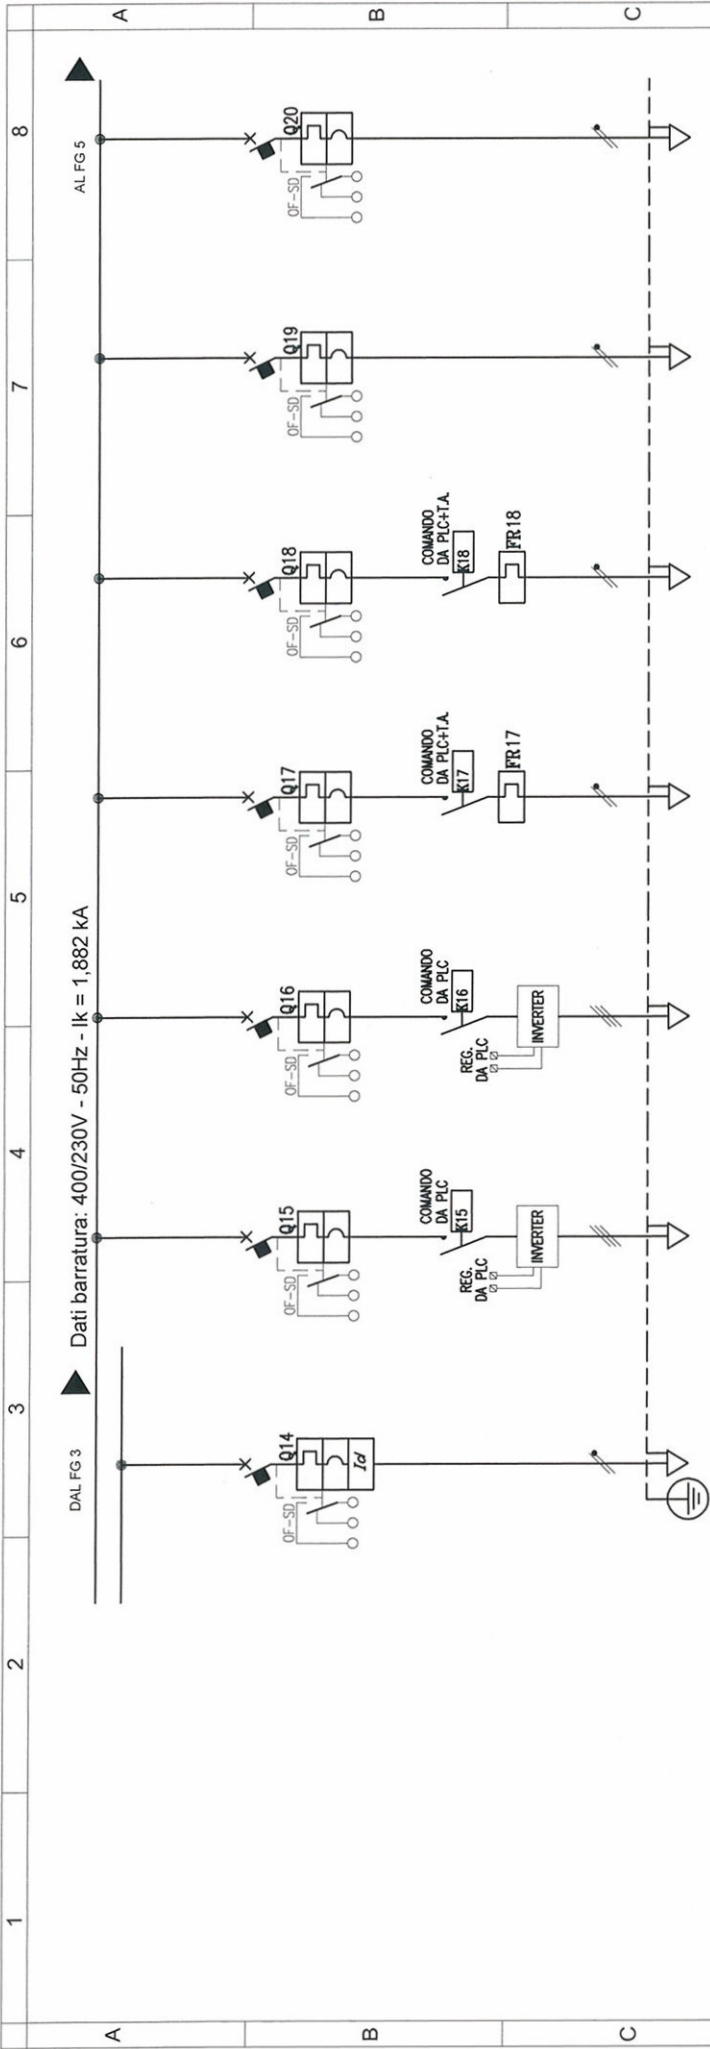 1 2 3 4 5 6 7 8
A
A
DAL FG 3
Dati barratura: 400/230V - 50Hz - Ik = 1,882 kA
AL FG 5
B
B
OF-SD
Q14
Id
OF-SD
Q15
OF-SD
Q16
OF-SD
Q17
OF-SD
Q18
OF-SD
Q19
OF-SD
Q20
COMANDO
DA PLC
K15
COMANDO
DA PLC
K16
COMANDO
DA PLC+T.A.
K17
COMANDO
DA PLC+T.A.
K18
REG.
DA PLC
INVERTER
REG.
DA PLC
INVERTER
FR17
FR18
C
C